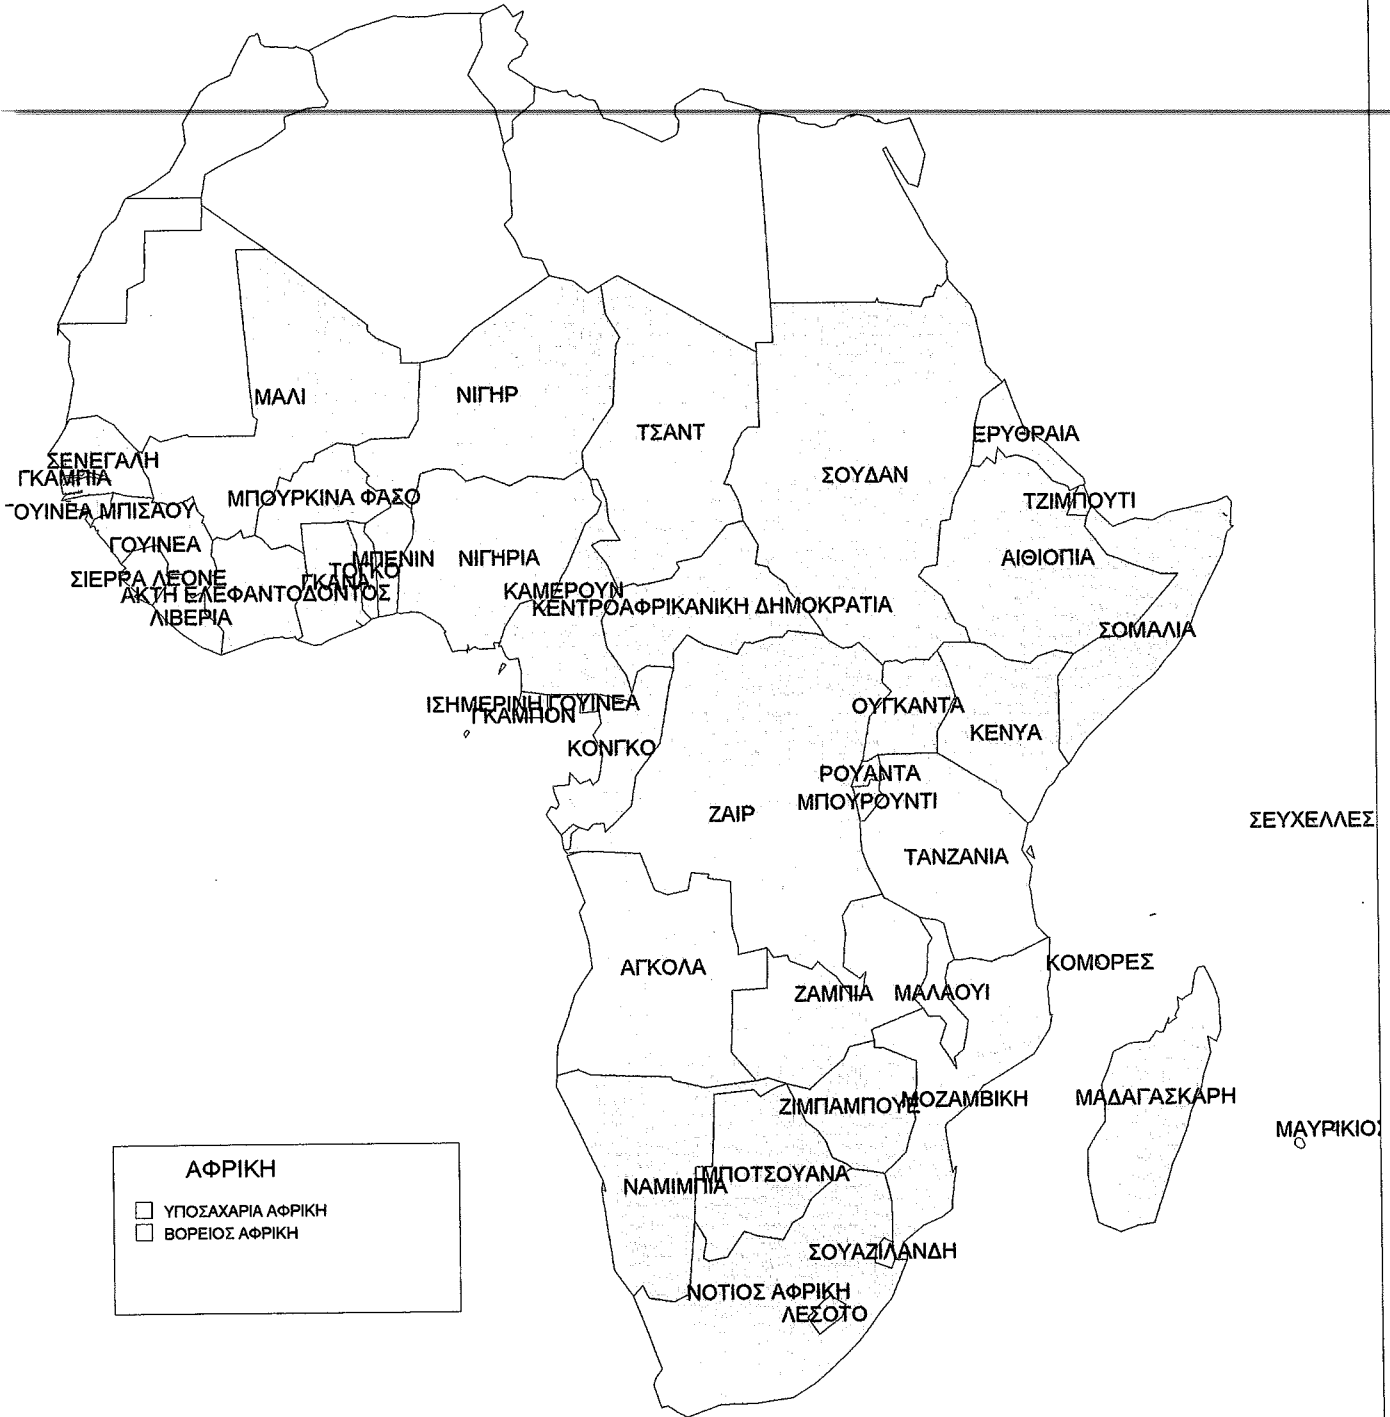 ΜΑΛΙ
ΝΙΓΗΡ
ΤΣΑΝΤ
ΕΡΥΘΡΑΙΑ
ΣΟΥΔΑΝ
ΣΕΝΕΓΑΛΗ
ΓΚΑΜΠΙΑ
ΜΠΟΥΡΚΙΝΑ ΦΑΣΟ
ΤΖΙΜΠΟΥΤΙ
ΟΥΙΝΕΑ ΜΠΙΣΑΟΥ
ΓΟΥΙΝΕΑ
ΜΠΕΝΙΝ
ΝΙΓΗΡΙΑ
ΑΙΘΙΟΠΙΑ
ΤΟΓΚΟ
ΣΙΕΡΡΑ ΛΕΟΝΕ
ΓΚΑΝΑ
ΑΚΤΗ ΕΛΕΦΑΝΤΟΔΟΝΤΟΣ
ΚΑΜΕΡΟΥΝ
ΚΕΝΤΡΟΑΦΡΙΚΑΝΙΚΗ ΔΗΜΟΚΡΑΤΙΑ
ΛΙΒΕΡΙΑ
ΣΟΜΑΛΙΑ
ΙΣΗΜΕΡΙΝΗ ΓΟΥΙΝΕΑ
ΓΚΑΜΠΟΝ
ΟΥΓΚΑΝΤΑ
ΚΕΝΥΑ
ΚΟΝΓΚΟ
ΡΟΥΑΝΤΑ
ΜΠΟΥΡΟΥΝΤΙ
ΖΑΙΡ
ΣΕΥΧΕΛΛΕΣ
ΤΑΝΖΑΝΙΑ
ΑΓΚΟΛΑ
ΚΟΜΟΡΕΣ
ΖΑΜΠΙΑ
ΜΑΛΑΟΥΙ
ΖΙΜΠΑΜΠΟΥΕ
ΜΟΖΑΜΒΙΚΗ
ΜΑΔΑΓΑΣΚΑΡΗ
ΜΑΥΡΙΚΙΟΣ
ΝΑΜΙΜΠΙΑ
ΜΠΟΤΣΟΥΑΝΑ
ΣΟΥΑΖΙΛΑΝΔΗ
ΝΟΤΙΟΣ ΑΦΡΙΚΗ
ΛΕΣΟΤΟ
ΑΦΡΙΚΗ
ΥΠΟΣΑΧΑΡΙΑ ΑΦΡΙΚΗ
ΒΟΡΕΙΟΣ ΑΦΡΙΚΗ